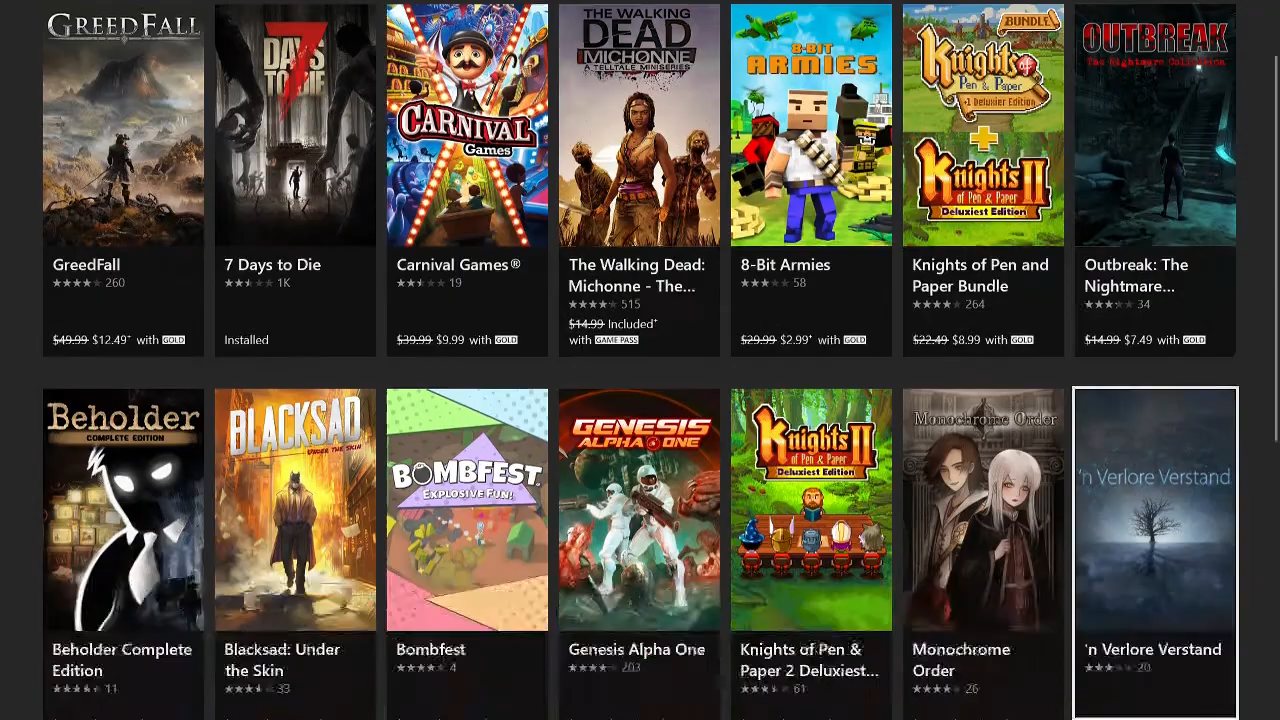 GREEDFALL
7
DAYS
TO DIE
CARNIVAL
Games
THE WALKING
DEAD
MICHONNE
A TELLTALE MINISERIES
8-BIT
ARMIES
BUNDLE
Knights
of
Pen & Paper
+1 Deluxier Edition
Knights II
of Pen & Paper
Deluxiest Edition
OUTBREAK
The Nightmare Collection
GreedFall
260
$49.99 $12.49+ with GOLD
7 Days to Die
1K
Installed
Carnival Games®
19
$39.99 $9.99 with GOLD
The Walking Dead:
Michonne - The...
515
$14.99 Included+
with GAME PASS
8-Bit Armies
58
$29.99 $2.99+ with GOLD
Knights of Pen and
Paper Bundle
264
$22.49 $8.99 with GOLD
Outbreak: The
Nightmare...
34
$14.99 $7.49 with GOLD
Beholder
COMPLETE EDITION
BLACKSAD
UNDER THE SKIN
BOMBFEST
EXPLOSIVE FUN!
GENESIS
ALPHA ONE
Knights II
of Pen & Paper
Deluxiest Edition
Monochrome Order
'n Verlore Verstand
Beholder Complete
Edition
11
Blacksad: Under
the Skin
33
Bombfest
4
Genesis Alpha One
203
Knights of Pen &
Paper 2 Deluxiest...
61
Monochrome
Order
26
'n Verlore Verstand
20